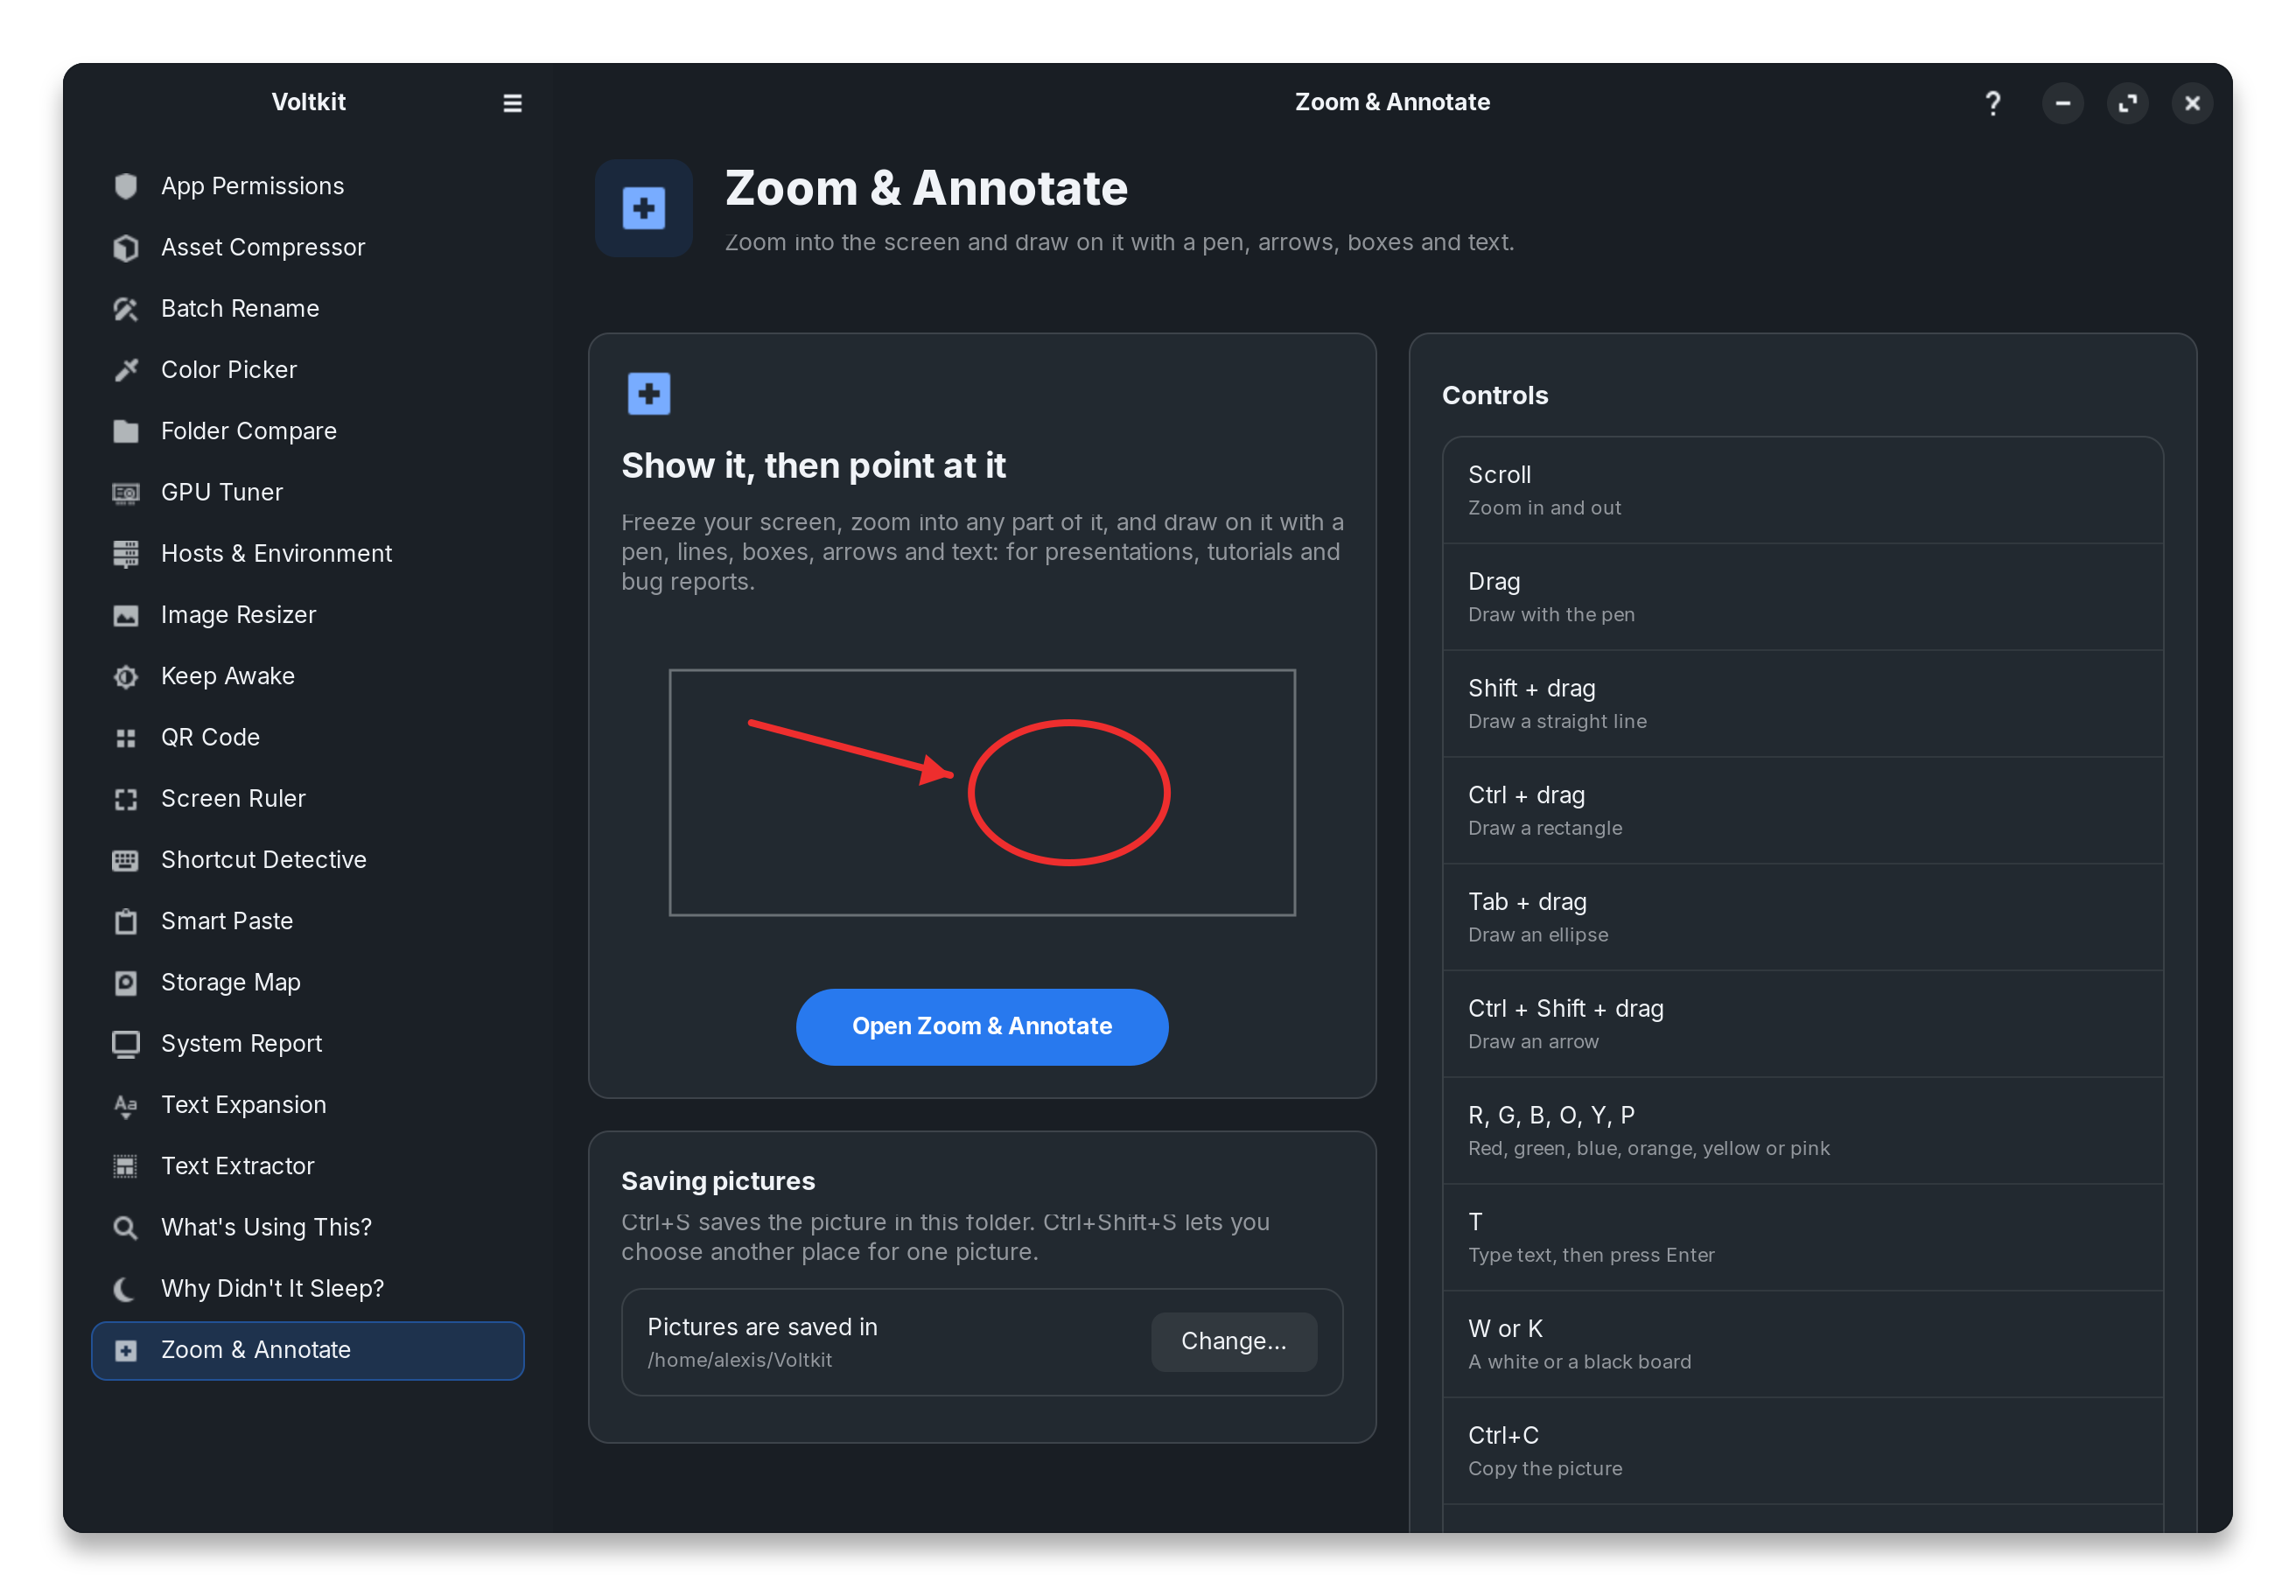 Voltkit
Zoom & Annotate
?
App Permissions
Asset Compressor
Batch Rename
Color Picker
Folder Compare
GPU Tuner
Hosts & Environment
Image Resizer
Keep Awake
QR Code
Screen Ruler
Shortcut Detective
Smart Paste
Storage Map
System Report
Text Expansion
Text Extractor
What's Using This?
Why Didn't It Sleep?
Zoom & Annotate
Zoom & Annotate
Zoom into the screen and draw on it with a pen, arrows, boxes and text.
Show it, then point at it
Freeze your screen, zoom into any part of it, and draw on it with a
pen, lines, boxes, arrows and text: for presentations, tutorials and
bug reports.
Open Zoom & Annotate
Saving pictures
Ctrl+S saves the picture in this folder. Ctrl+Shift+S lets you
choose another place for one picture.
Pictures are saved in
/home/alexis/Voltkit
Change...
Controls
Scroll
Zoom in and out
Drag
Draw with the pen
Shift + drag
Draw a straight line
Ctrl + drag
Draw a rectangle
Tab + drag
Draw an ellipse
Ctrl + Shift + drag
Draw an arrow
R, G, B, O, Y, P
Red, green, blue, orange, yellow or pink
T
Type text, then press Enter
W or K
A white or a black board
Ctrl+C
Copy the picture